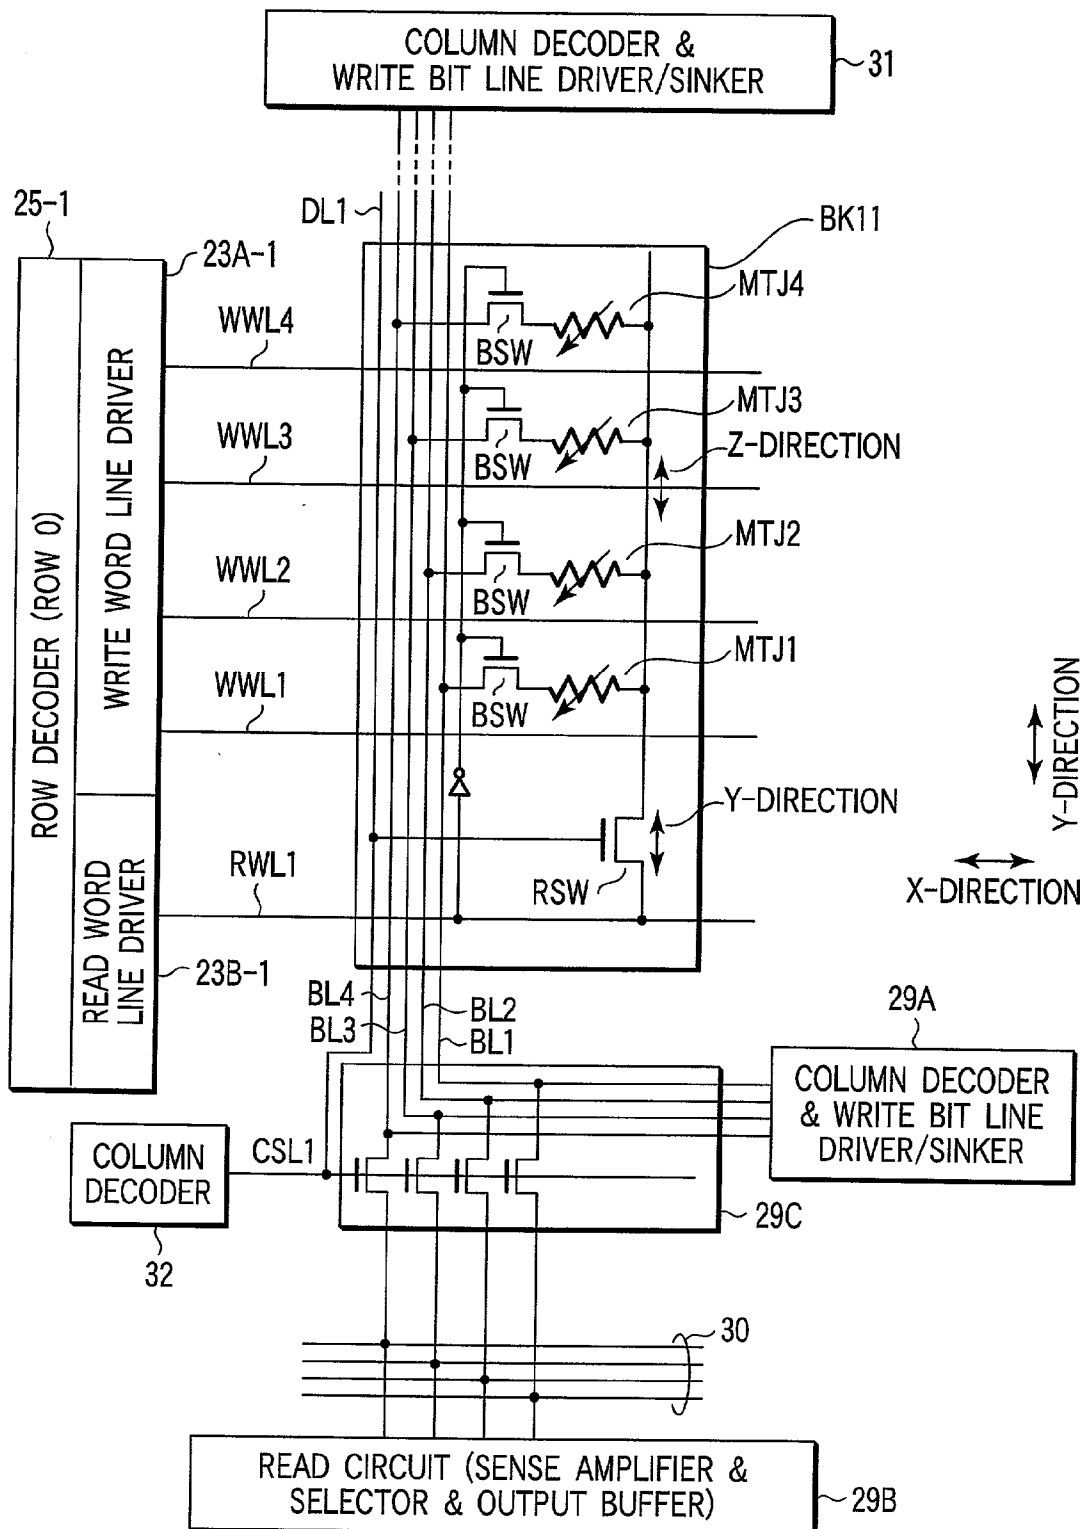 COLUMN DECODER &
WRITE BIT LINE DRIVER/SINKER
31
25-1
DL1
BK11
23A-1
MTJ4
WWL4
BSW
MTJ3
WWL3
BSW
Z-DIRECTION
ROW DECODER (ROW 0)
WRITE WORD LINE DRIVER
MTJ2
WWL2
BSW
MTJ1
WWL1
BSW
Y-DIRECTION
Y-DIRECTION
RWL1
RSW
X-DIRECTION
READ WORD
LINE DRIVER
23B-1
BL4
BL2
BL3
BL1
29A
COLUMN DECODER
& WRITE BIT LINE
DRIVER/SINKER
COLUMN
DECODER
CSL1
29C
32
30
READ CIRCUIT (SENSE AMPLIFIER &
SELECTOR & OUTPUT BUFFER)
29B